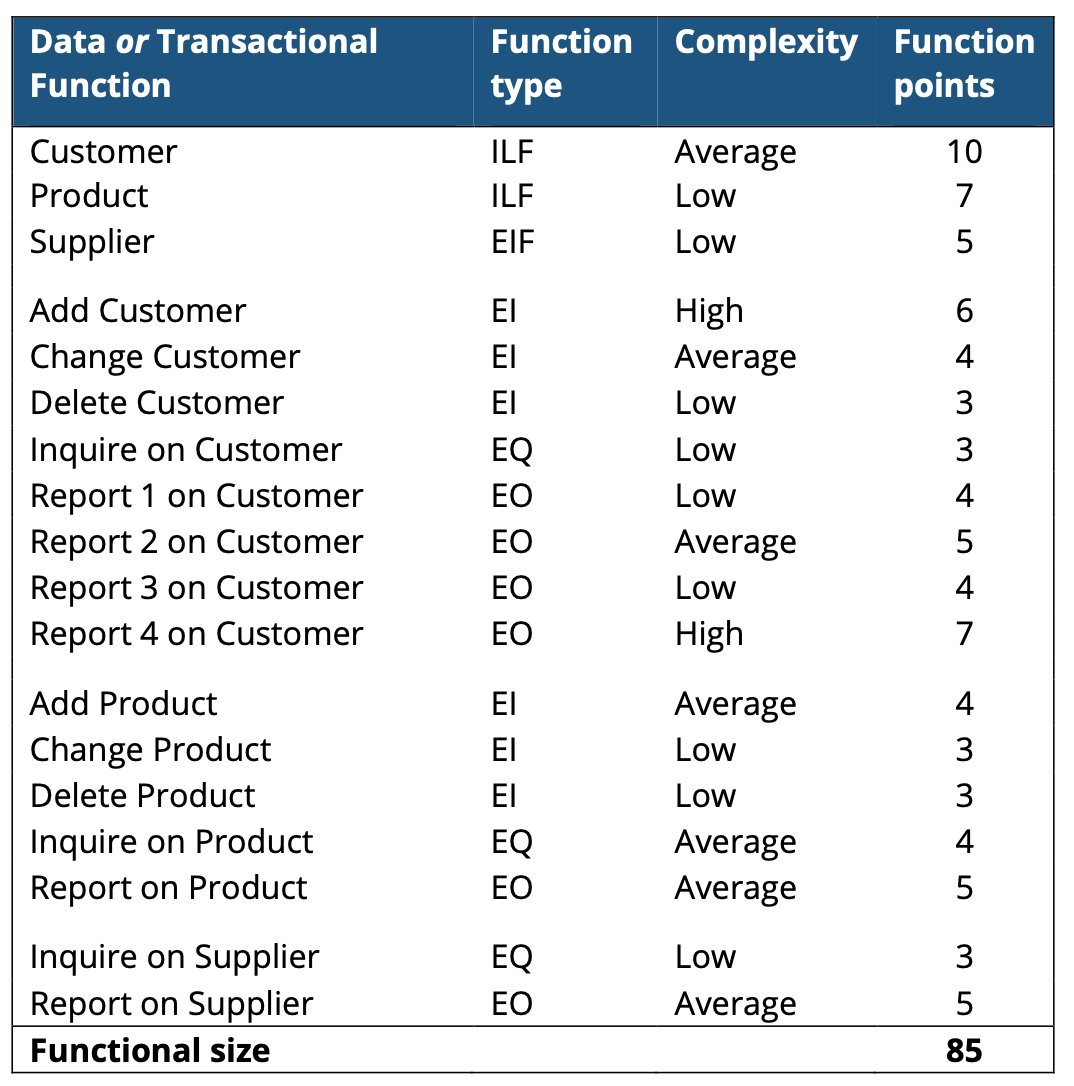 Data or Transactional Function Function type Complexity Function points
Customer ILF Average 10
Product ILF Low 7
Supplier EIF Low 5
Add Customer EI High 6
Change Customer EI Average 4
Delete Customer EI Low 3
Inquire on Customer EQ Low 3
Report 1 on Customer EO Low 4
Report 2 on Customer EO Average 5
Report 3 on Customer EO Low 4
Report 4 on Customer EO High 7
Add Product EI Average 4
Change Product EI Low 3
Delete Product EI Low 3
Inquire on Product EQ Average 4
Report on Product EO Average 5
Inquire on Supplier EQ Low 3
Report on Supplier EO Average 5
Functional size 85